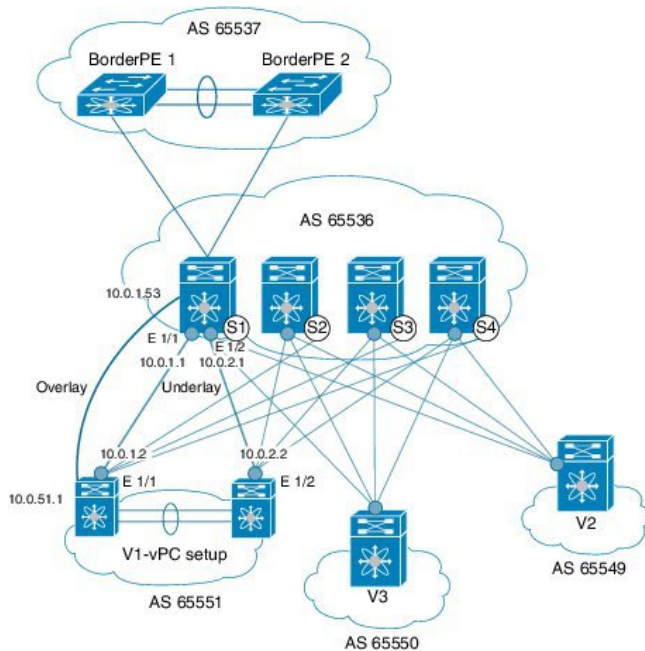 AS 65537
BorderPE 1
BorderPE 2
AS 65536
10.0.1.53
S1
S2
S3
S4
E 1/1
E 1/2
10.0.1.1
10.0.2.1
Overlay
Underlay
10.0.1.2
10.0.2.2
E 1/1
E 1/2
10.0.51.1
V1-vPC setup
AS 65551
V3
AS 65550
V2
AS 65549